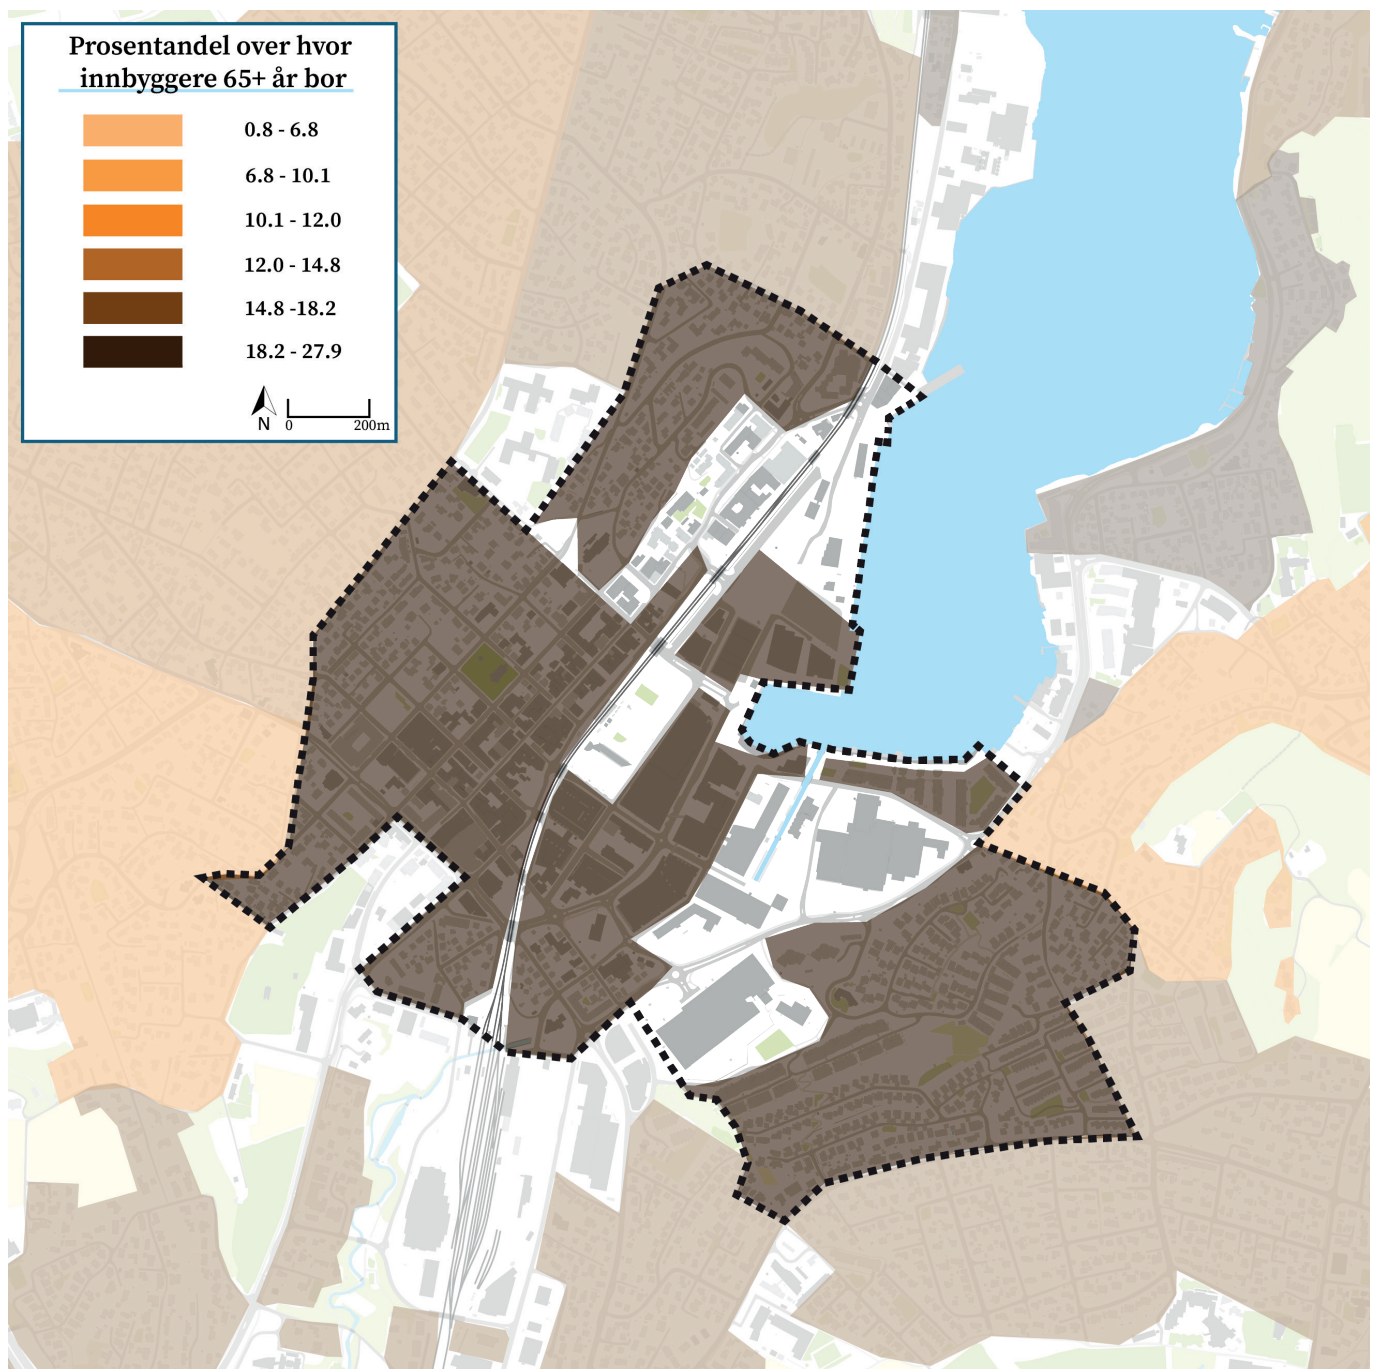 Prosentandel over hvor
innbyggere 65+ år bor
0.8 - 6.8
6.8 - 10.1
10.1 - 12.0
12.0 - 14.8
14.8 -18.2
18.2 - 27.9
N
0 200m